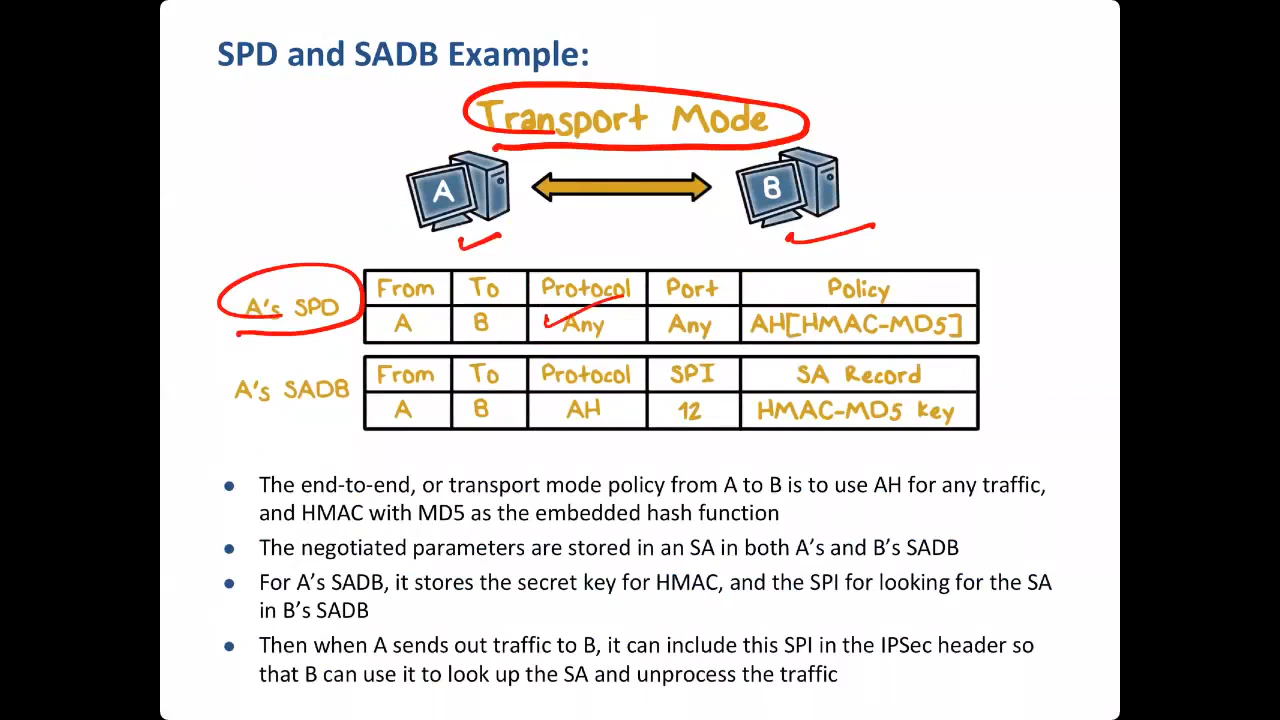 SPD and SADB Example:
Transport Mode
A
B
A's SPD
From To Protocol Port Policy
A B Any Any AH[HMAC-MD5]
A's SADB
From To Protocol SPI SA Record
A B AH 12 HMAC-MD5 key
• The end-to-end, or transport mode policy from A to B is to use AH for any traffic,
and HMAC with MD5 as the embedded hash function
• The negotiated parameters are stored in an SA in both A's and B's SADB
• For A's SADB, it stores the secret key for HMAC, and the SPI for looking for the SA
in B's SADB
• Then when A sends out traffic to B, it can include this SPI in the IPSec header so
that B can use it to look up the SA and unprocess the traffic